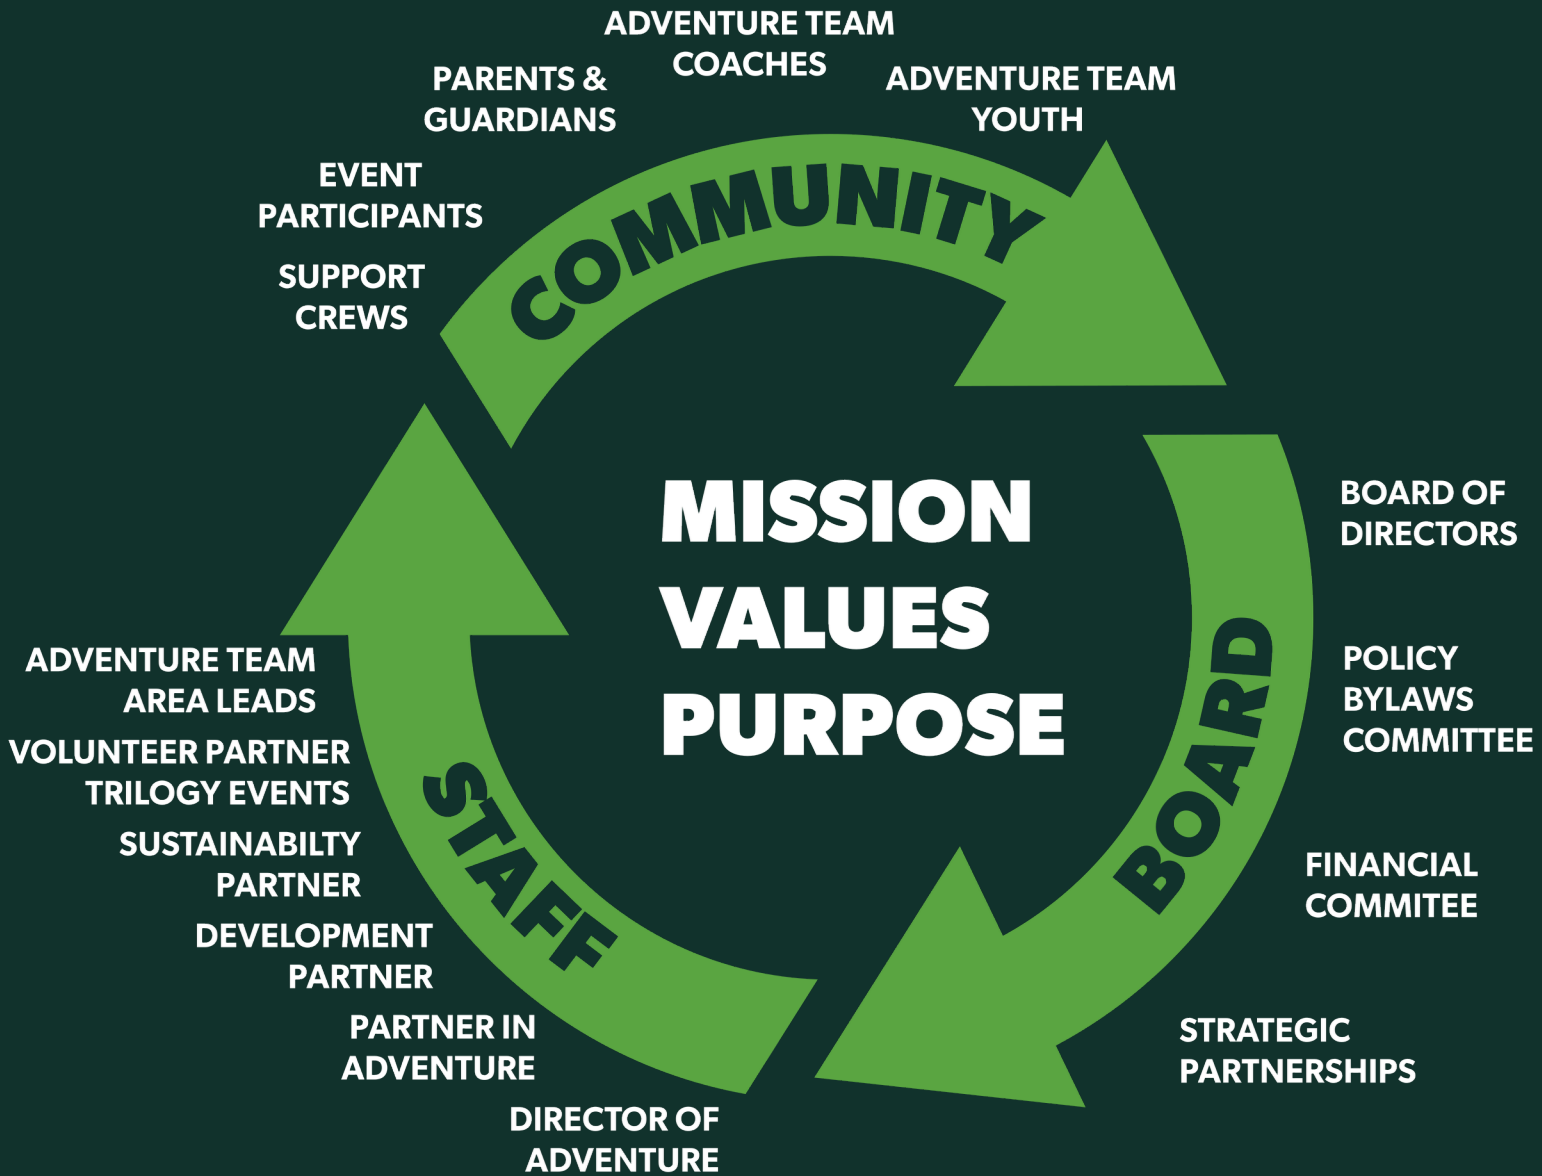 ADVENTURE TEAM
COACHES
PARENTS &
GUARDIANS
ADVENTURE TEAM
YOUTH
EVENT
PARTICIPANTS
SUPPORT
CREWS
COMMUNITY
MISSION
VALUES
PURPOSE
BOARD OF
DIRECTORS
POLICY
BYLAWS
COMMITTEE
FINANCIAL
COMMITEE
STRATEGIC
PARTNERSHIPS
BOARD
STAFF
ADVENTURE TEAM
AREA LEADS
VOLUNTEER PARTNER
TRILOGY EVENTS
SUSTAINABILTY
PARTNER
DEVELOPMENT
PARTNER
PARTNER IN
ADVENTURE
DIRECTOR OF
ADVENTURE